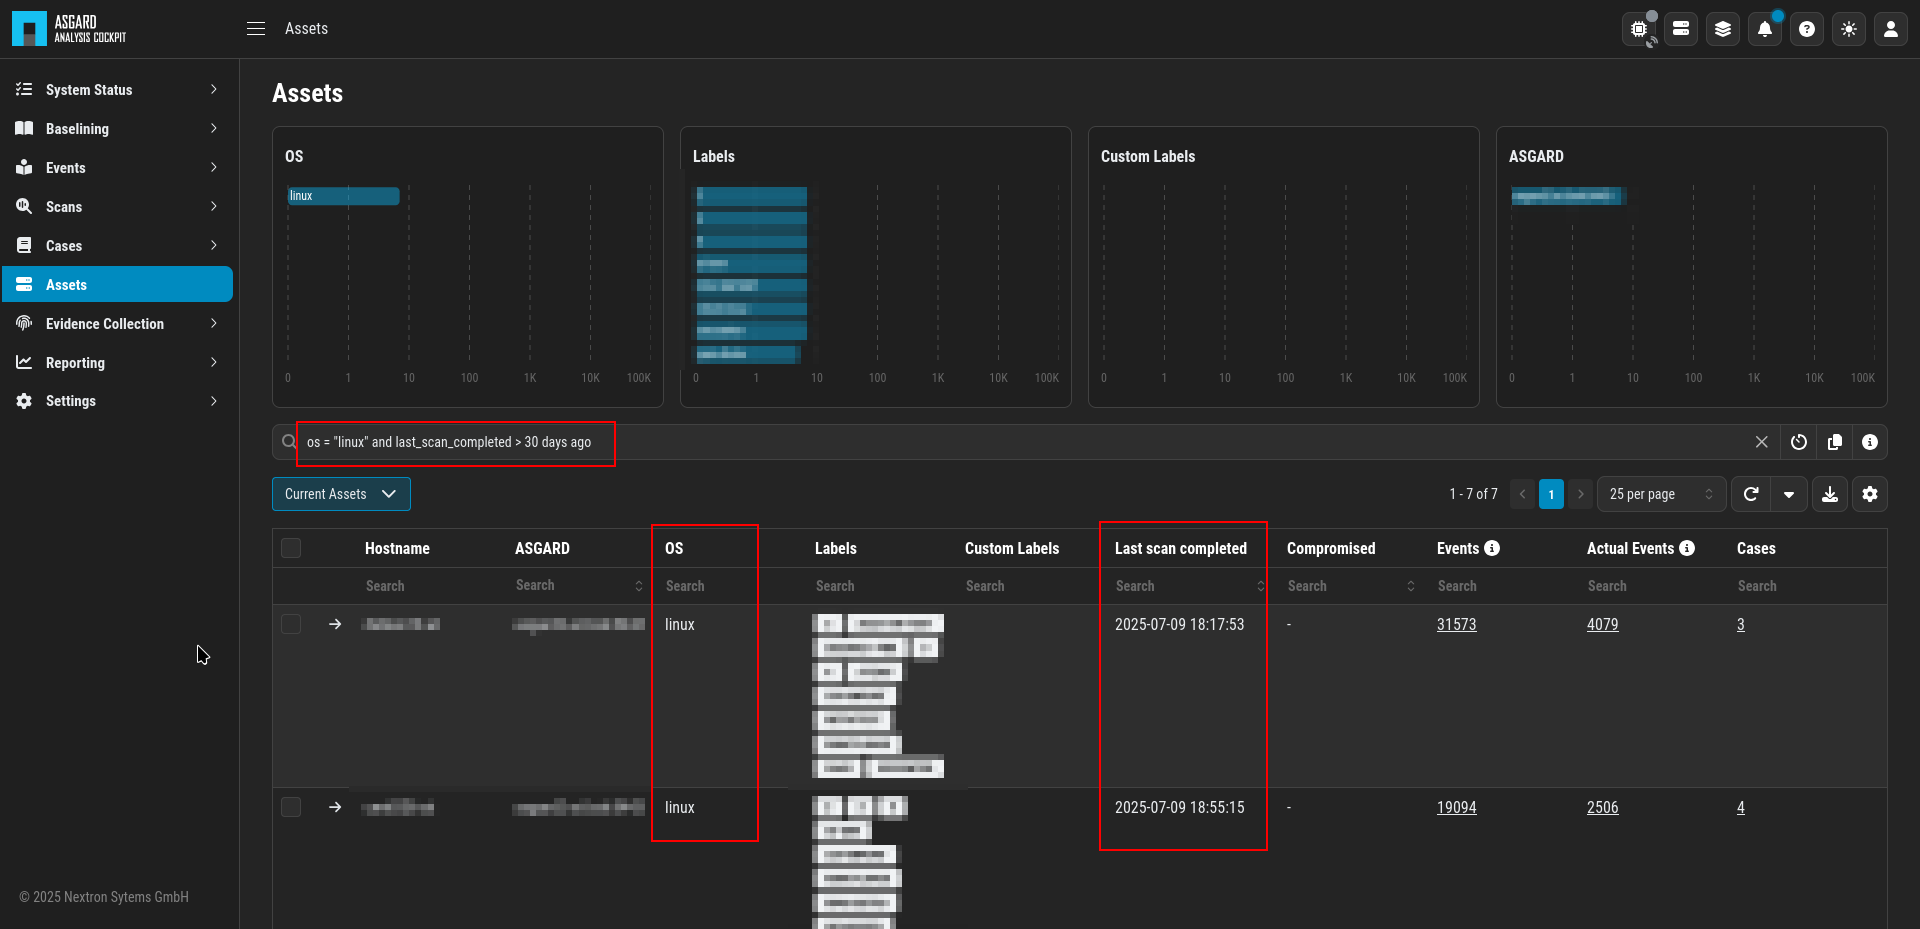 ASGARD
ANALYSIS COCKPIT
Assets
System Status
Baselining
Events
Scans
Cases
Assets
Evidence Collection
Reporting
Settings
© 2025 Nextron Sytems GmbH
Assets
OS
linux
0 1 10 100 1K 10K 100K
Labels
0 1 10 100 1K 10K 100K
Custom Labels
0 1 10 100 1K 10K 100K
ASGARD
0 1 10 100 1K 10K 100K
os = "linux" and last_scan_completed > 30 days ago
Current Assets
1 - 7 of 7
1
25 per page
Hostname ASGARD OS Labels Custom Labels Last scan completed Compromised Events Actual Events Cases
Search Search Search Search Search Search Search Search Search Search
linux 2025-07-09 18:17:53 - 31573 4079 3
linux 2025-07-09 18:55:15 - 19094 2506 4